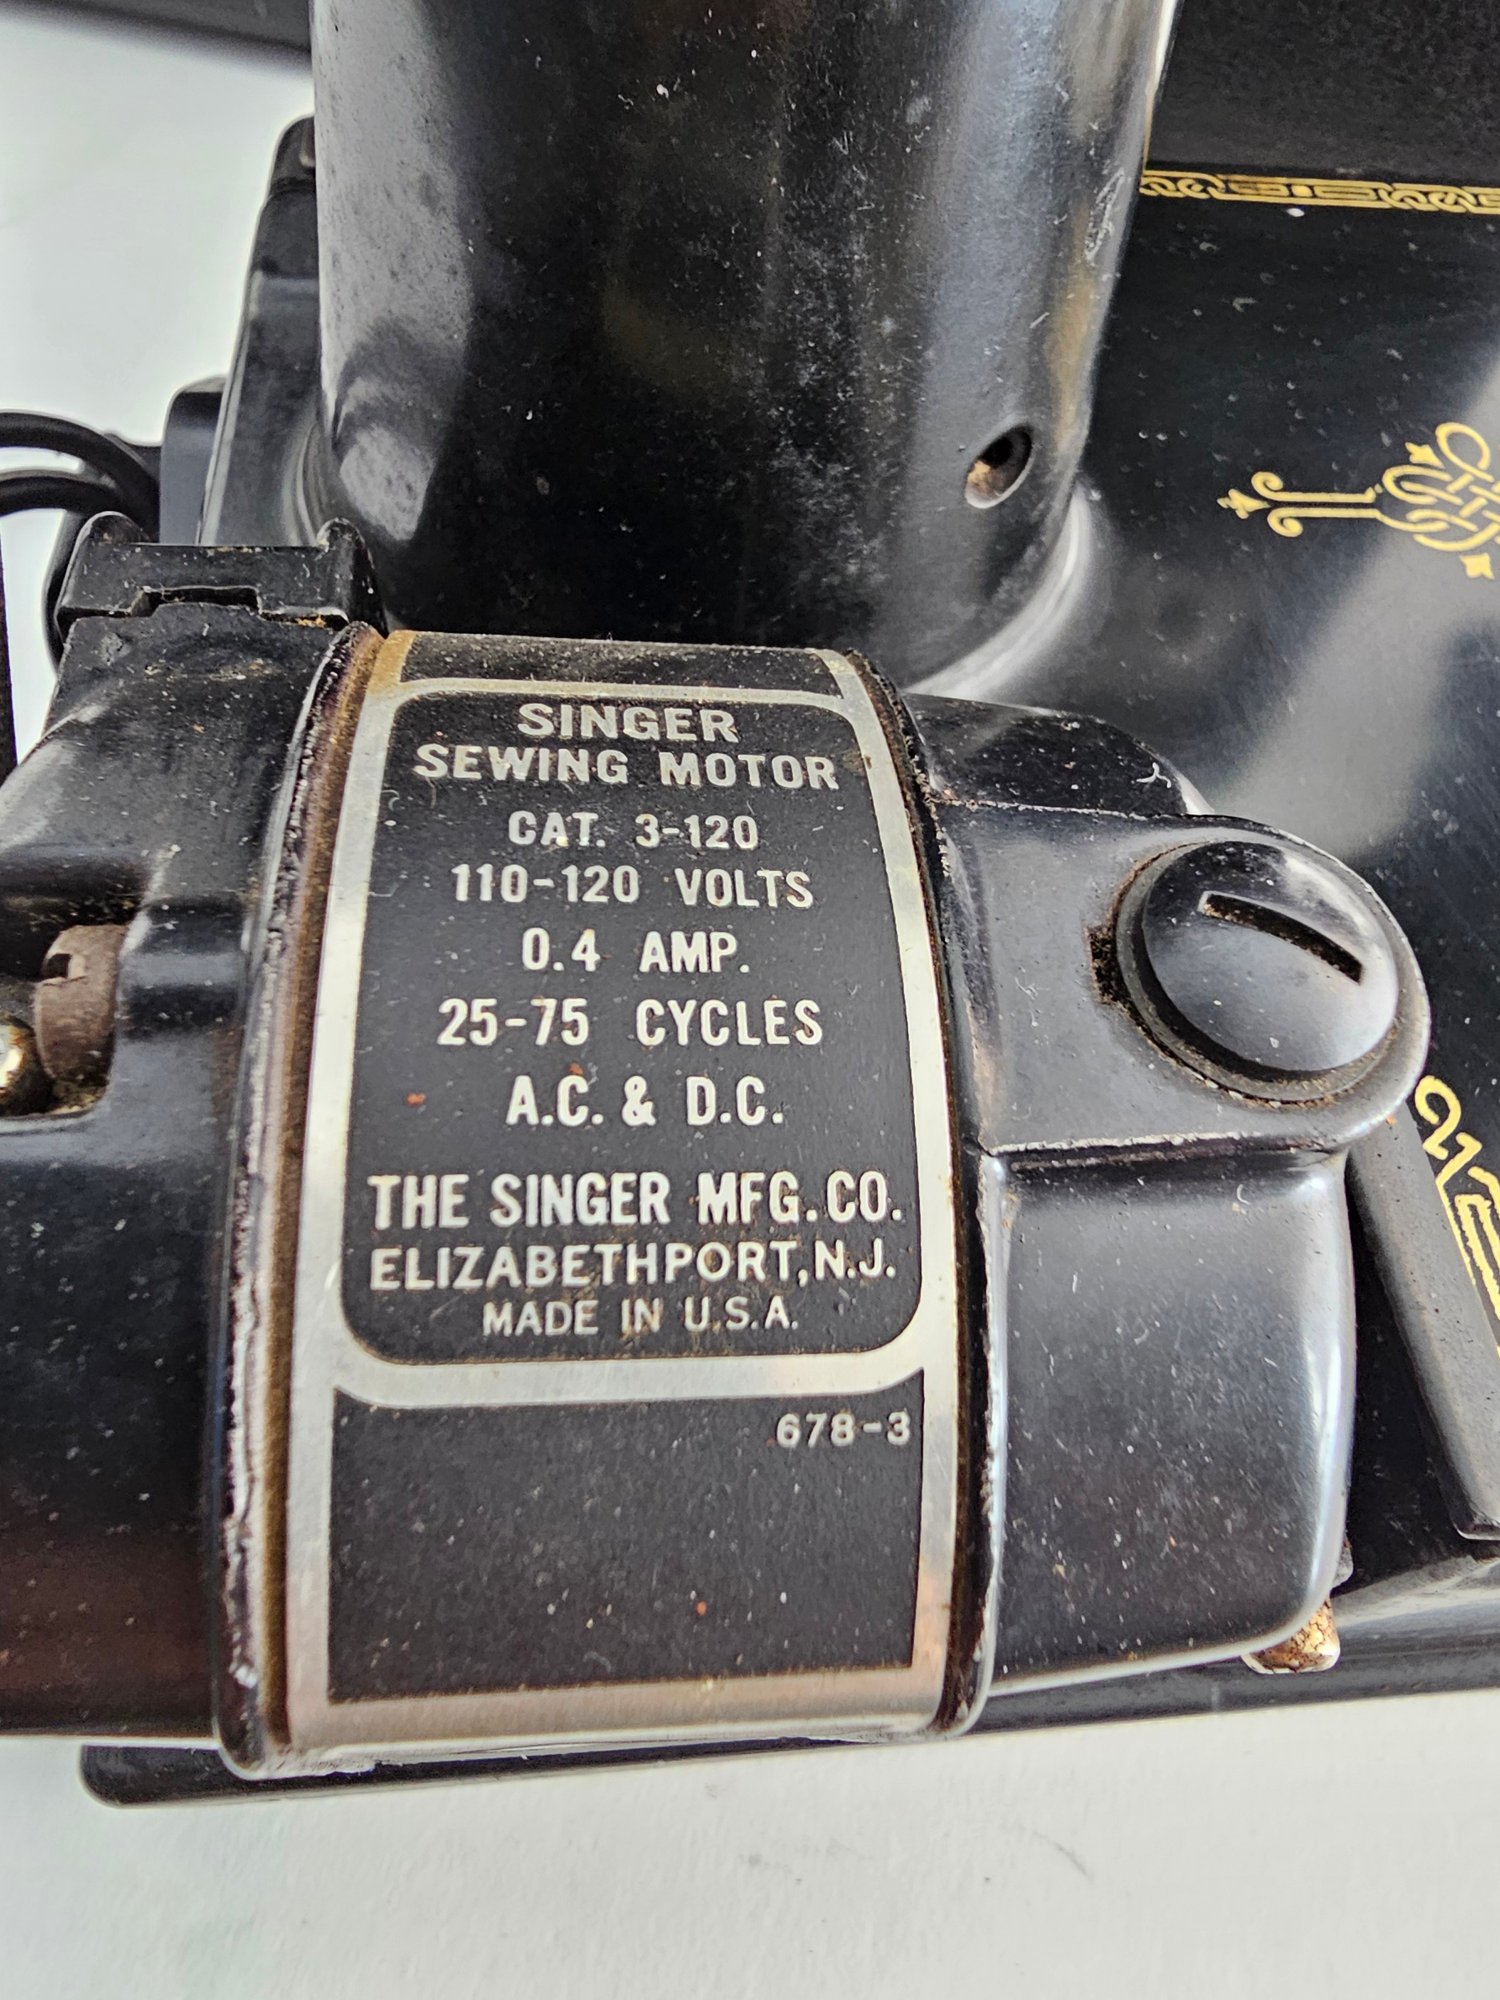 SINGER
SEWING MOTOR
CAT. 3-120
110-120 VOLTS
0.4 AMP.
25-75 CYCLES
A.C. & D.C.
THE SINGER MFG. CO.
ELIZABETHPORT, N.J.
MADE IN U.S.A.
678-3